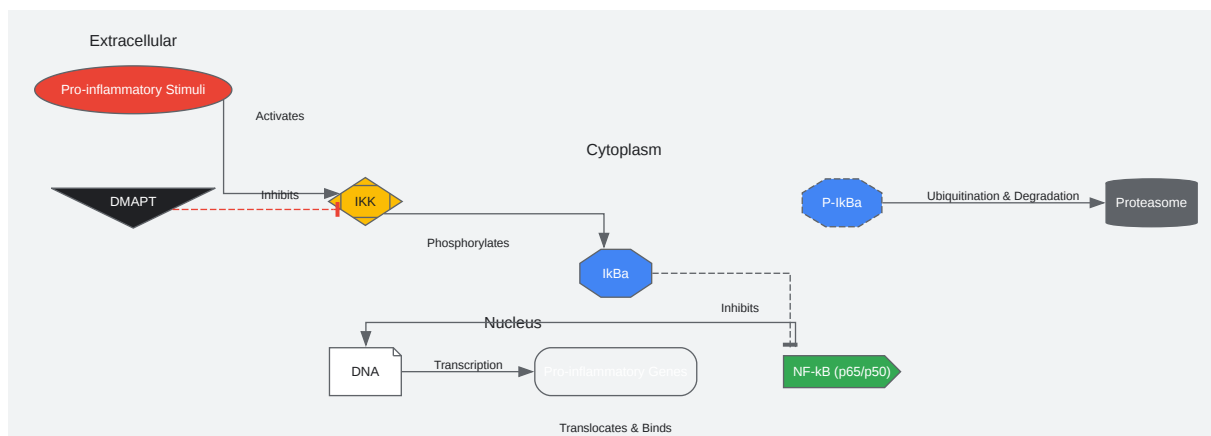 Extracellular
Pro-inflammatory Stimuli
Activates
Cytoplasm
DMAPT
Inhibits
IKK
P-IkBa
Ubiquitination & Degradation
Proteasome
Phosphorylates
IkBa
Inhibits
Nucleus
DNA
Transcription
Pro-inflammatory Genes
NF-kB (p65/p50)
Translocates & Binds